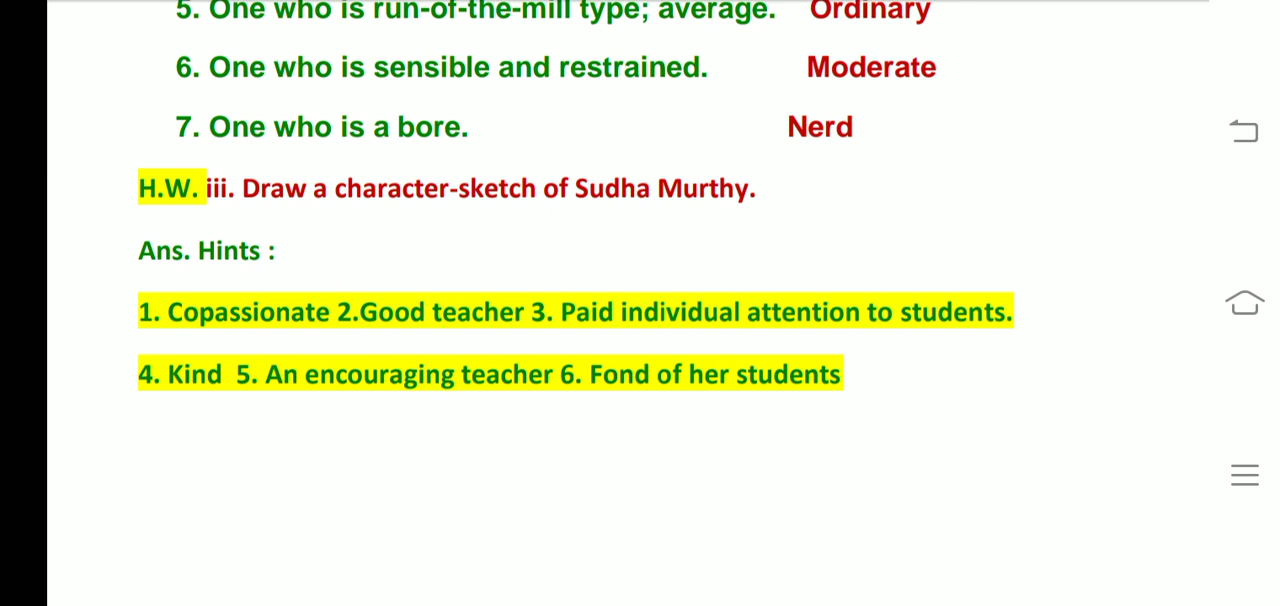 5. One who is run-of-the-mill type; average. Ordinary
6. One who is sensible and restrained. Moderate
7. One who is a bore. Nerd
H.W. iii. Draw a character-sketch of Sudha Murthy.
Ans. Hints :
1. Copassionate 2.Good teacher 3. Paid individual attention to students.
4. Kind 5. An encouraging teacher 6. Fond of her students